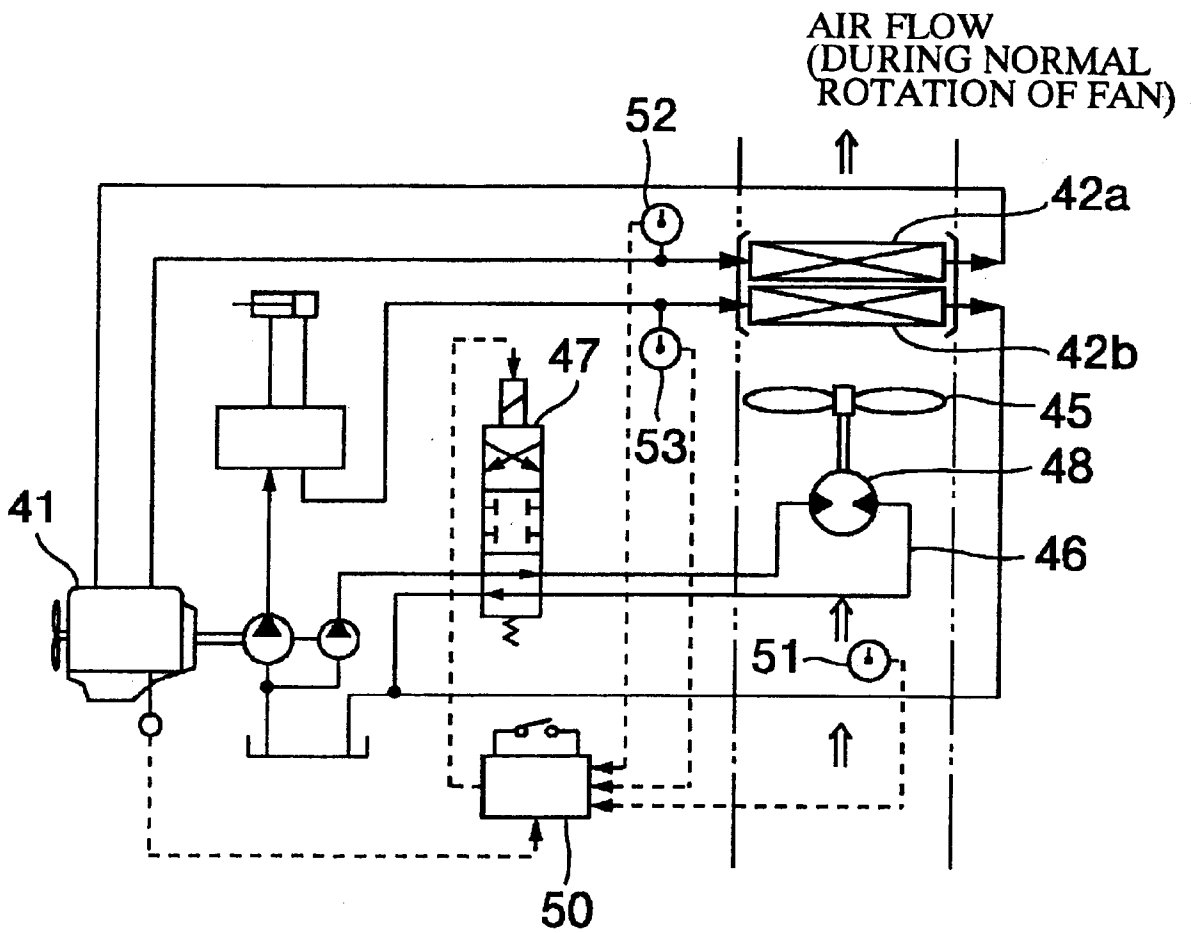 AIR FLOW
(DURING NORMAL
ROTATION OF FAN)
52
42a
47
42b
53
45
48
41
46
51
50